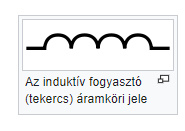 Az induktív fogyasztó
(tekercs) áramköri jele